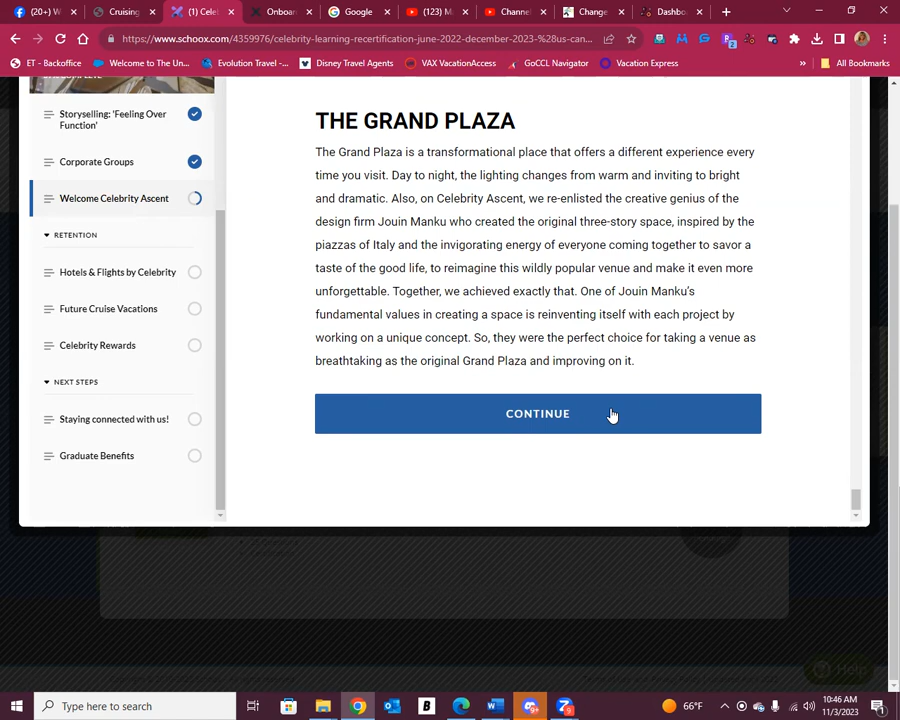 (20+) W
Cruising
(1) Cele
Onboar
Google
(123) M
Channel
Change
Dashbo
https://www.schoox.com/4359976/celebrity-learning-recertification-june-2022-december-2023-%28us-can...
2
ET - Backoffice
Welcome to The Un...
Evolution Travel -...
Disney Travel Agents
VAX VacationAccess
GoCCL Navigator
Vacation Express
»
All Bookmarks
THE GRAND PLAZA
The Grand Plaza is a transformational place that offers a different experience every
time you visit. Day to night, the lighting changes from warm and inviting to bright
and dramatic. Also, on Celebrity Ascent, we re-enlisted the creative genius of the
design firm Jouin Manku who created the original three-story space, inspired by the
piazzas of Italy and the invigorating energy of everyone coming together to savor a
taste of the good life, to reimagine this wildly popular venue and make it even more
unforgettable. Together, we achieved exactly that. One of Jouin Manku's
fundamental values in creating a space is reinventing itself with each project by
working on a unique concept. So, they were the perfect choice for taking a venue as
breathtaking as the original Grand Plaza and improving on it.
CONTINUE
Storyselling: 'Feeling Over
Function'
Corporate Groups
Welcome Celebrity Ascent
RETENTION
Hotels & Flights by Celebrity
Future Cruise Vacations
Celebrity Rewards
NEXT STEPS
Staying connected with us!
Graduate Benefits
Help
Type here to search
66°F
10:46 AM
11/3/2023